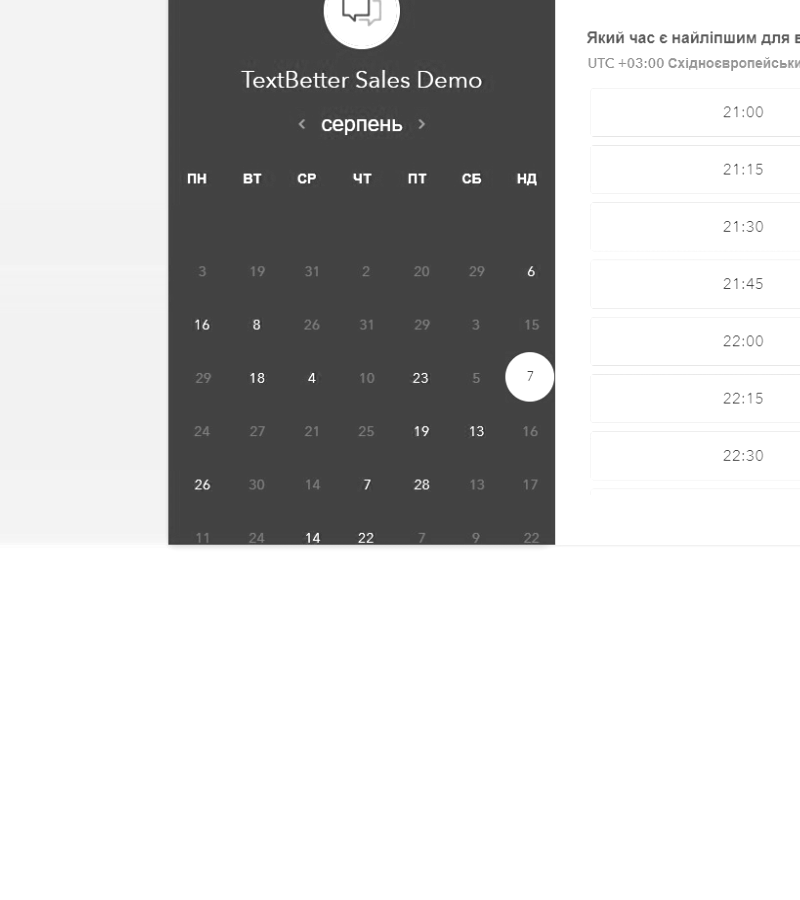 TextBetter Sales Demo
‹ серпень ›
ПН ВТ СР ЧТ ПТ СБ НД
3 19 31 2 20 29 6
16 8 26 31 29 3 15
29 18 4 10 23 5 7
24 27 21 25 19 13 16
26 30 14 7 28 13 17
11 24 14 22 7 9 22
Який час є найліпшим для в
UTC +03:00 Східноєвропейськи
21:00
21:15
21:30
21:45
22:00
22:15
22:30